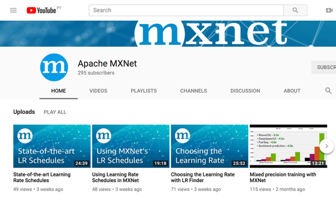 YouTube PT
Search
mxnet
m
Apache MXNet
295 subscribers
SUBSCR
HOME VIDEOS PLAYLISTS CHANNELS DISCUSSION ABOUT
Uploads PLAY ALL
m
State-of-the-art
LR Schedules
24:39
m
Using MXNet's
LR Schedules
19:18
m
Choosing the
Learning Rate
25:52
13:21
State-of-the-art Learning
Rate Schedules
49 views • 3 weeks ago
Using Learning Rate
Schedules in MXNet
48 views • 3 weeks ago
Choosing the Learning Rate
with LR Finder
71 views • 3 weeks ago
Mixed precision training with
MXNet
115 views • 2 months ago